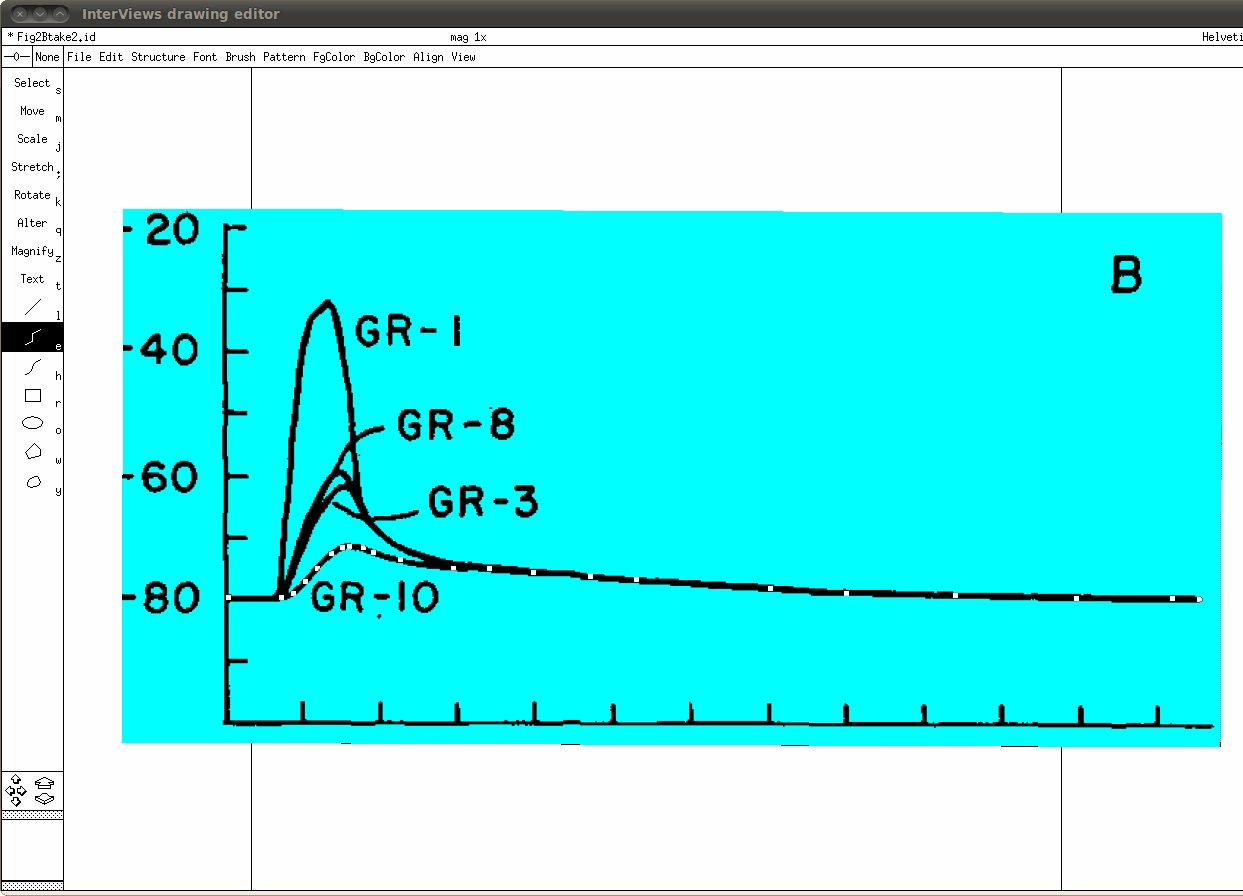 InterViews drawing editor
* Fig2Btake2.id mag 1x Helveti
None File Edit Structure Font Brush Pattern FgColor BgColor Align View
Select s
Move m
Scale j
Stretch ;
Rotate k
Alter q
Magnify z
Text t
l
e
h
r
o
w
y
-20
B
GR-1
-40
GR-8
-60
GR-3
-80
GR-10